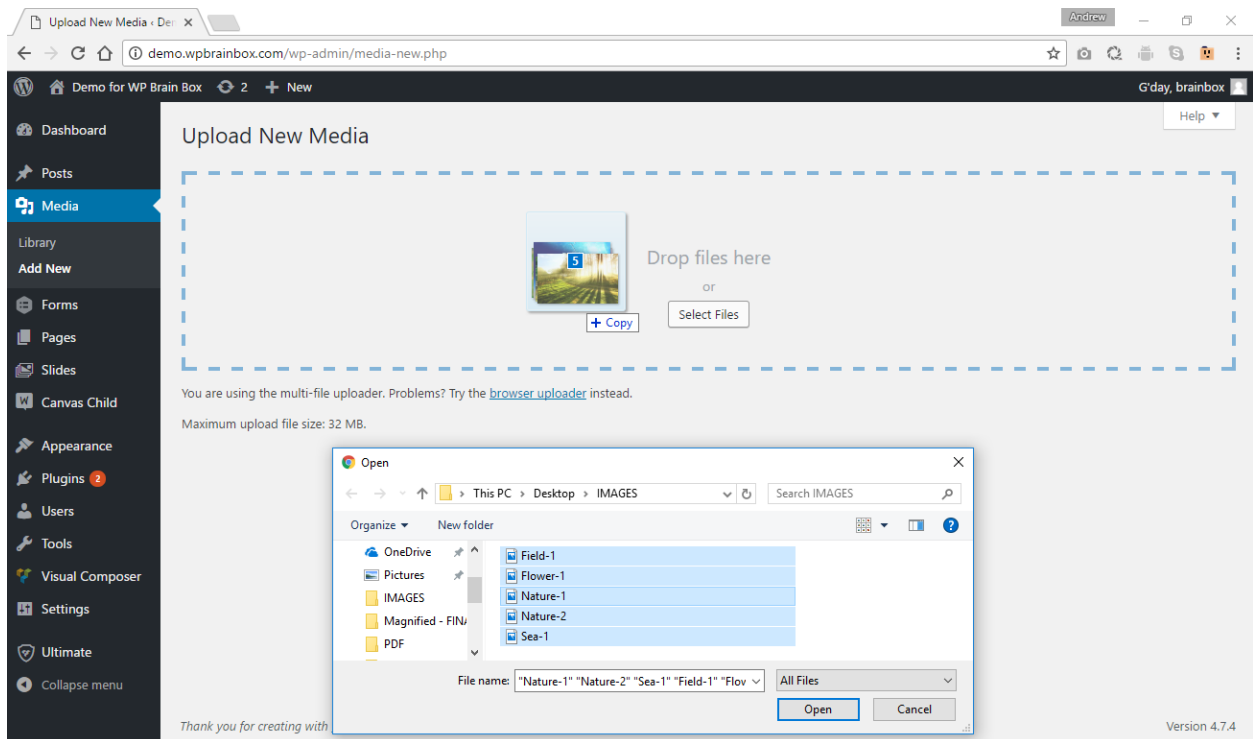 Upload New Media ‹ Der
Andrew
demo.wpbrainbox.com/wp-admin/media-new.php
Demo for WP Brain Box 2 + New
G'day, brainbox
Help ▼
Dashboard
Posts
Media
Library
Add New
Forms
Pages
Slides
Canvas Child
Appearance
Plugins 2
Users
Tools
Visual Composer
Settings
Ultimate
Collapse menu
Upload New Media
5
+ Copy
Drop files here
or
Select Files
You are using the multi-file uploader. Problems? Try the browser uploader instead.
Maximum upload file size: 32 MB.
Open
This PC › Desktop › IMAGES
Search IMAGES
Organize ▼ New folder
?
OneDrive
Pictures
IMAGES
Magnified - FINA
PDF
Field-1
Flower-1
Nature-1
Nature-2
Sea-1
File name: "Nature-1" "Nature-2" "Sea-1" "Field-1" "Flov
All Files
Open
Cancel
Thank you for creating with
Version 4.7.4